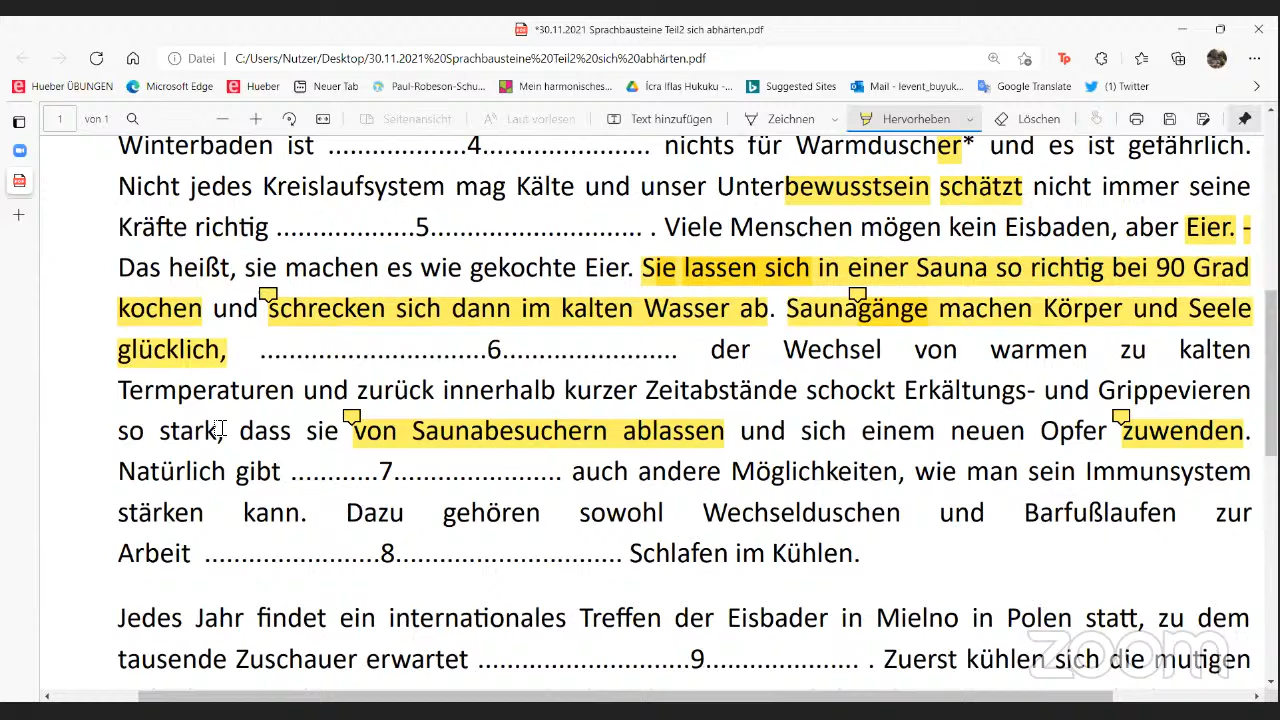 *30.11.2021 Sprachbausteine Teil2 sich abhärten.pdf
Datei C:/Users/Nutzer/Desktop/30.11.2021%20Sprachbausteine%20Teil2%20sich%20abhärten.pdf
Hueber ÜBUNGEN Microsoft Edge Hueber Neuer Tab Paul-Robeson-Schu... Mein harmonisches... İcra Iflas Hukuku -... Suggested Sites Mail - levent_buyuk... Google Translate (1) Twitter
1 von 1 Seitenansicht Laut vorlesen Text hinzufügen Zeichnen Hervorheben Löschen
Winterbaden ist ...................4....................... nichts für Warmduscher* und es ist gefährlich.
Nicht jedes Kreislaufsystem mag Kälte und unser Unterbewusstsein schätzt nicht immer seine
Kräfte richtig ...................5............................. . Viele Menschen mögen kein Eisbaden, aber Eier. -
Das heißt, sie machen es wie gekochte Eier. Sie lassen sich in einer Sauna so richtig bei 90 Grad
kochen und schrecken sich dann im kalten Wasser ab. Saunagänge machen Körper und Seele
glücklich, ...............................6........................ der Wechsel von warmen zu kalten
Termperaturen und zurück innerhalb kurzer Zeitabstände schockt Erkältungs- und Grippevieren
so stark, dass sie von Saunabesuchern ablassen und sich einem neuen Opfer zuwenden.
Natürlich gibt ............7....................... auch andere Möglichkeiten, wie man sein Immunsystem
stärken kann. Dazu gehören sowohl Wechselduschen und Barfußlaufen zur
Arbeit ........................8............................... Schlafen im Kühlen.
Jedes Jahr findet ein internationales Treffen der Eisbader in Mielno in Polen statt, zu dem
tausende Zuschauer erwartet .............................9..................... . Zuerst kühlen sich die mutigen
zoom